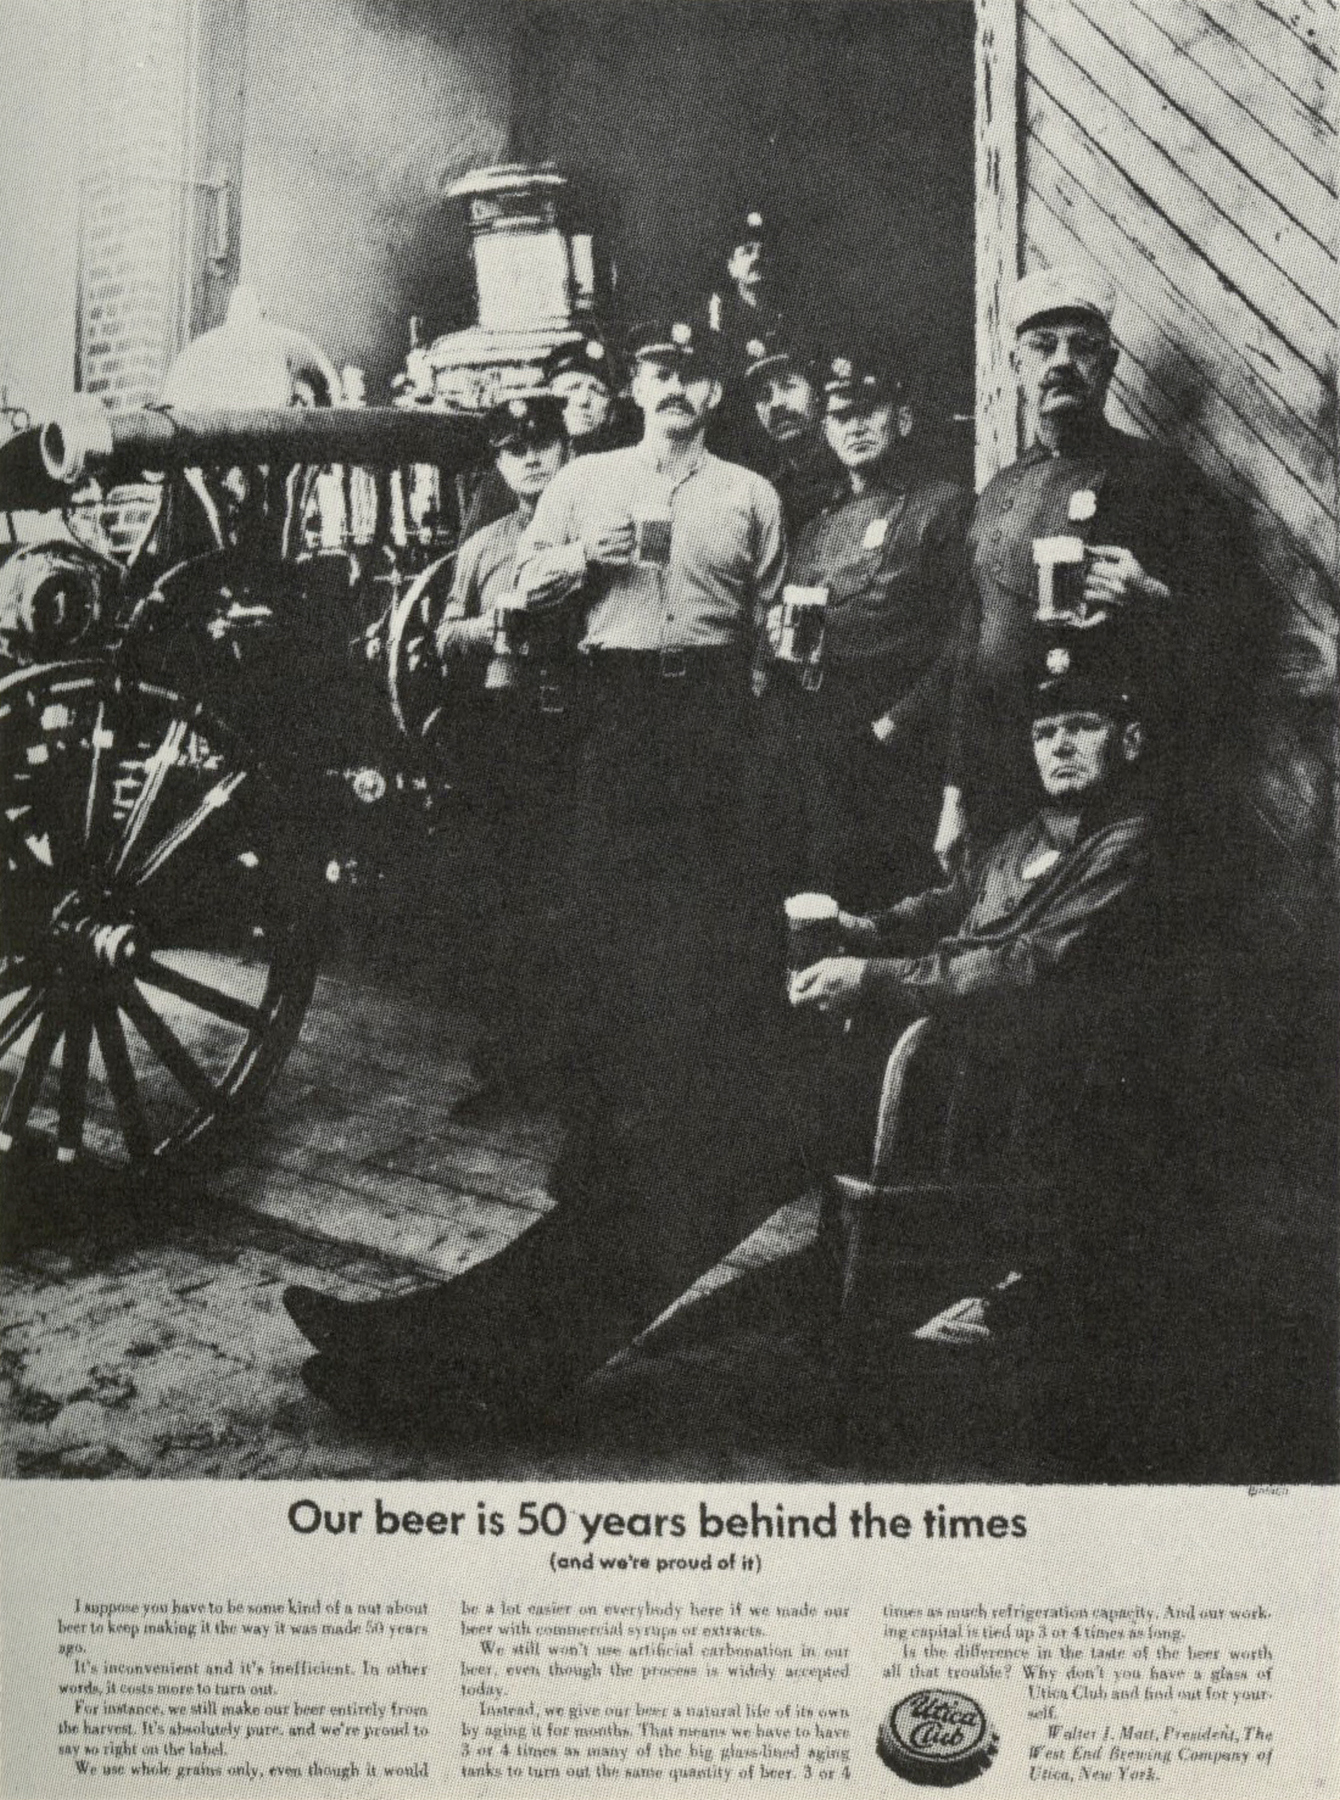 1
Our beer is 50 years behind the times
(and we're proud of it)
I suppose you have to be some kind of a nut about
beer to keep making it the way it was made 50 years
ago.
It's inconvenient and it's inefficient. In other
words, it costs more to turn out.
For instance, we still make our beer entirely from
the harvest. It's absolutely pure, and we're proud to
say so right on the label.
We use whole grains only, even though it would
be a lot easier on everybody here if we made our
beer with commercial syrups or extracts.
We still won't use artificial carbonation in our
beer, even though the process is widely accepted
today.
Instead, we give our beer a natural life of its own
by aging it for months. That means we have to have
3 or 4 times as many of the big glass-lined aging
tanks to turn out the same quantity of beer. 3 or 4
times as much refrigeration capacity. And our work-
ing capital is tied up 3 or 4 times as long.
Is the difference in the taste of the beer worth
all that trouble? Why don't you have a glass of
Utica Club and find out for your-
self.
Walter J. Matt, President, The
West End Brewing Company of
Utica, New York.
Utica
Club